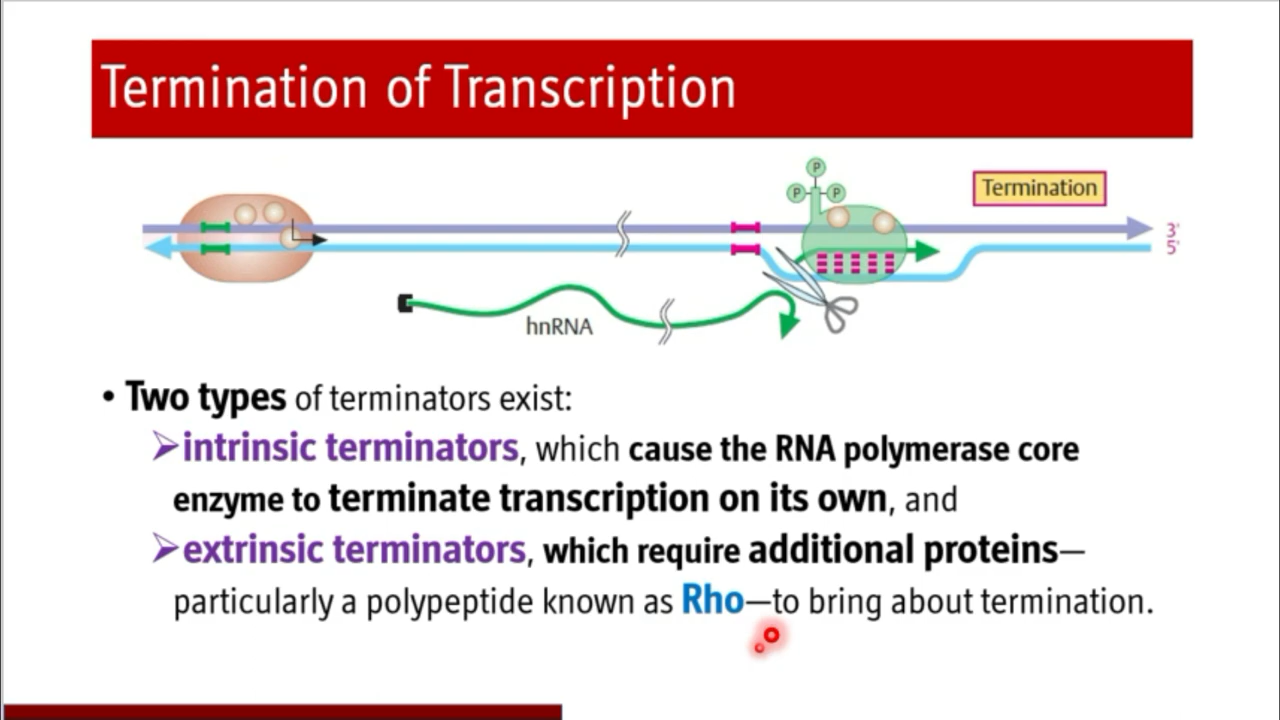 Termination of Transcription
P
P P
Termination
3'
5'
hnRNA
• Two types of terminators exist:
➢intrinsic terminators, which cause the RNA polymerase core
enzyme to terminate transcription on its own, and
➢extrinsic terminators, which require additional proteins—
particularly a polypeptide known as Rho—to bring about termination.